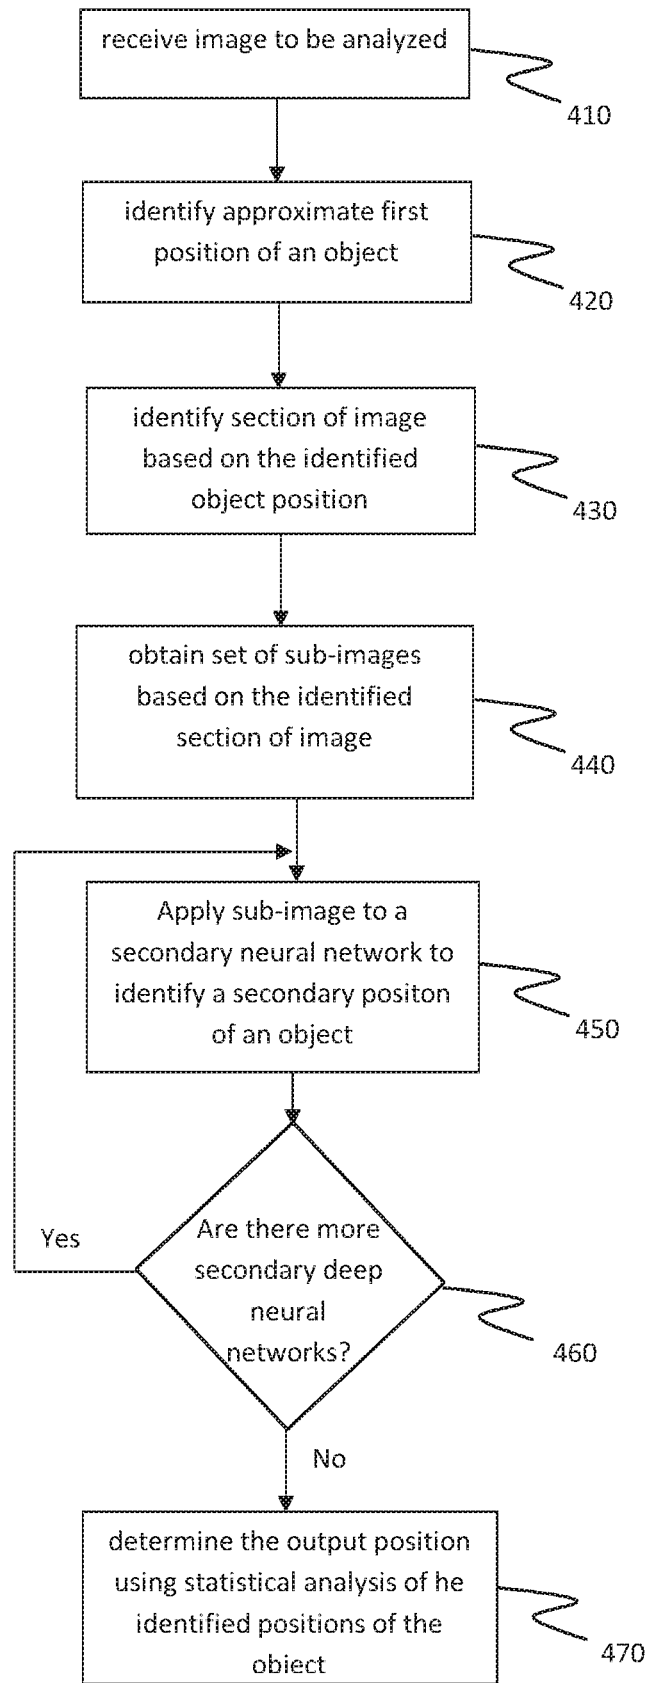 receive image to be analyzed
410
identify approximate first
position of an object
420
identify section of image
based on the identified
object position
430
obtain set of sub-images
based on the identified
section of image
440
Apply sub-image to a
secondary neural network to
identify a secondary positon
of an object
450
Yes
Are there more
secondary deep
neural
networks?
460
No
determine the output position
using statistical analysis of he
identified positions of the
object
470